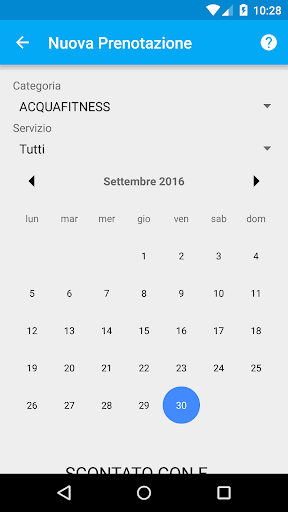 10:28
Nuova Prenotazione
Categoria
ACQUAFITNESS
Servizio
Tutti
Settembre 2016
lun mar mer gio ven sab dom
1 2 3 4
5 6 7 8 9 10 11
12 13 14 15 16 17 18
19 20 21 22 23 24 25
26 27 28 29 30
SCONTATO CON E